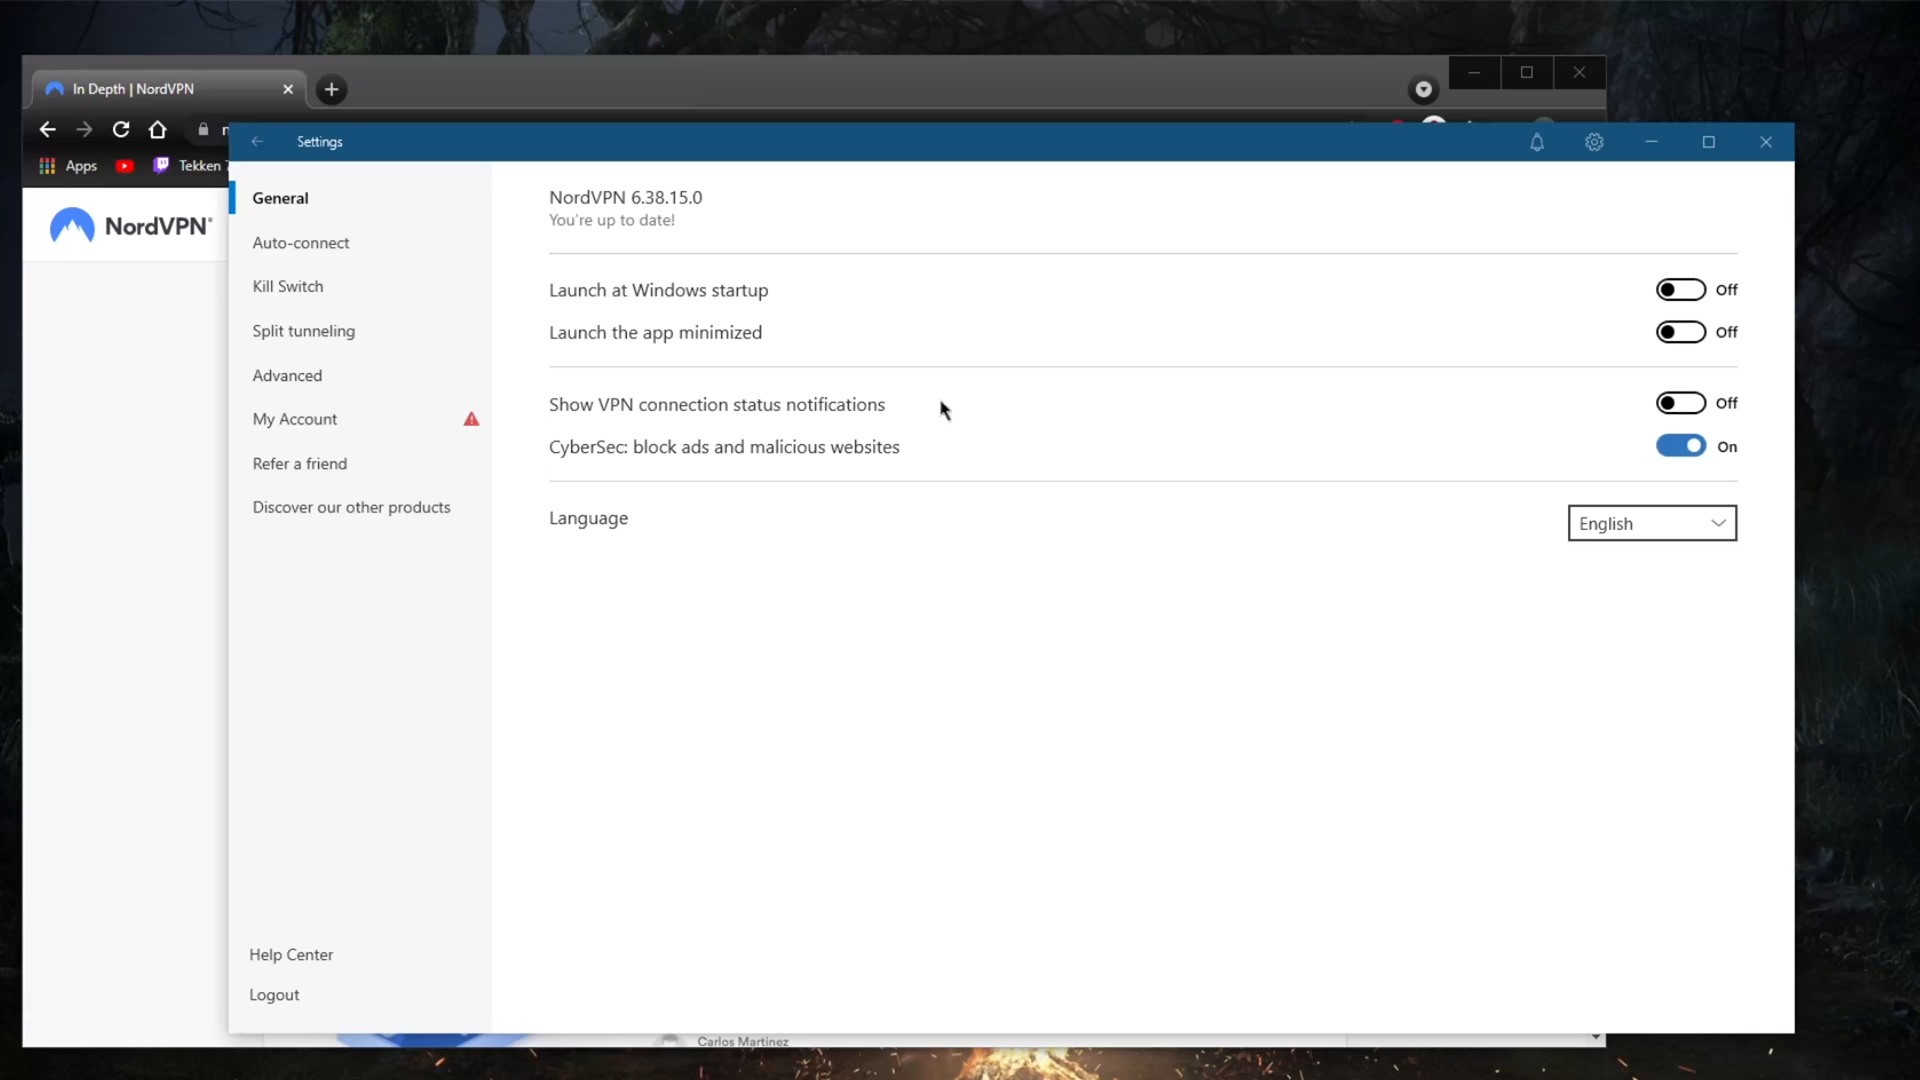 In Depth | NordVPN
Apps
Tekken 7
NordVPN®
Settings
General
Auto-connect
Kill Switch
Split tunneling
Advanced
My Account
Refer a friend
Discover our other products
Help Center
Logout
NordVPN 6.38.15.0
You're up to date!
Launch at Windows startup
Off
Launch the app minimized
Off
Show VPN connection status notifications
Off
CyberSec: block ads and malicious websites
On
Language
English
Carlos Martinez